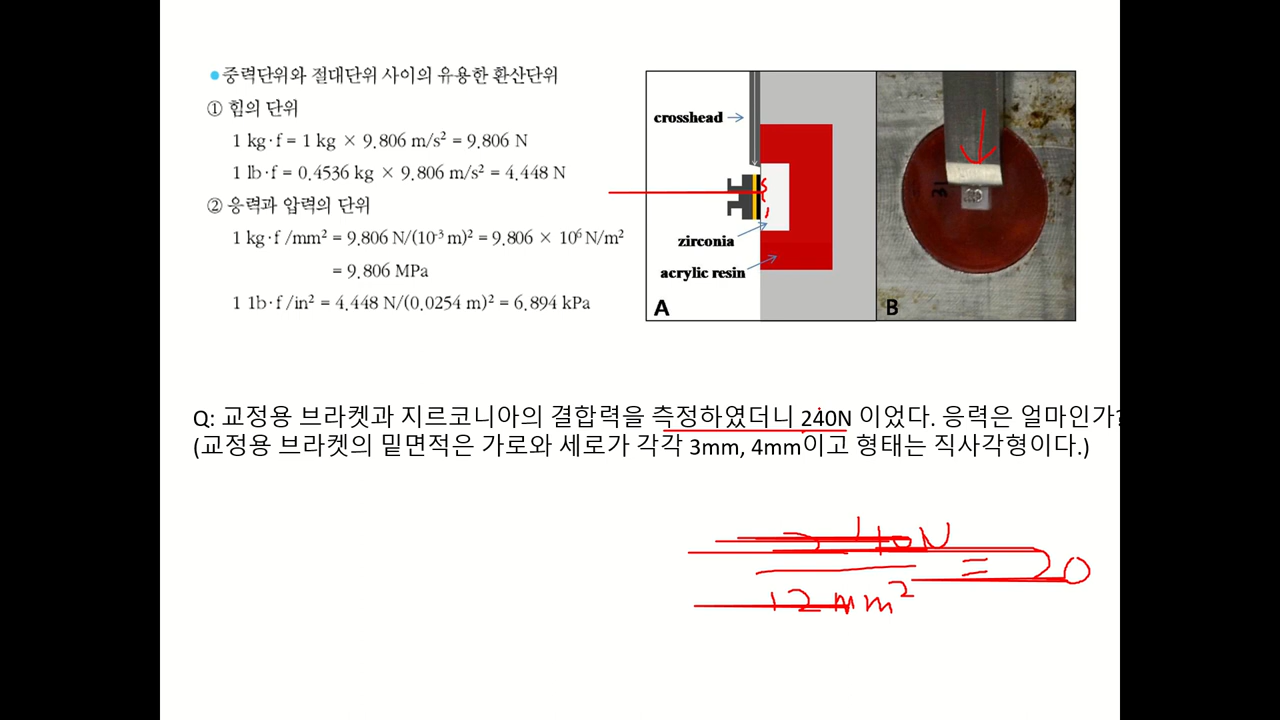 ●중력단위와 절대단위 사이의 유용한 환산단위
① 힘의 단위
1 kg·f = 1 kg × 9.806 m/s² = 9.806 N
1 lb·f = 0.4536 kg × 9.806 m/s² = 4.448 N
② 응력과 압력의 단위
1 kg·f /mm² = 9.806 N/(10⁻³ m)² = 9.806 × 10⁶ N/m²
= 9.806 MPa
1 1b·f /in² = 4.448 N/(0.0254 m)² = 6.894 kPa
crosshead
zirconia
acrylic resin
A
B
Q: 교정용 브라켓과 지르코니아의 결합력을 측정하였더니 240N 이었다. 응력은 얼마인가?
(교정용 브라켓의 밑면적은 가로와 세로가 각각 3mm, 4mm이고 형태는 직사각형이다.)
240N
12 mm² = 20